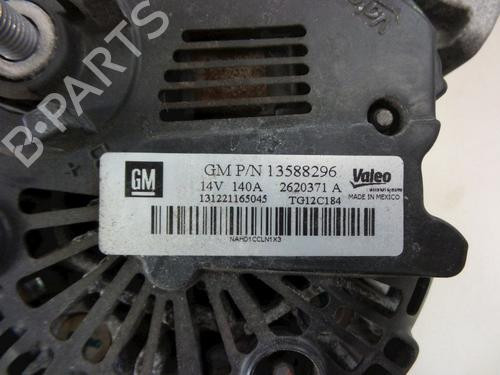 B-PARTS
GM
GM P/N 13588296
14V 140A 2620371 A
131221165045 TG12C184
Valeo
MADE IN MEXICO
NAHD1CCLN1X3